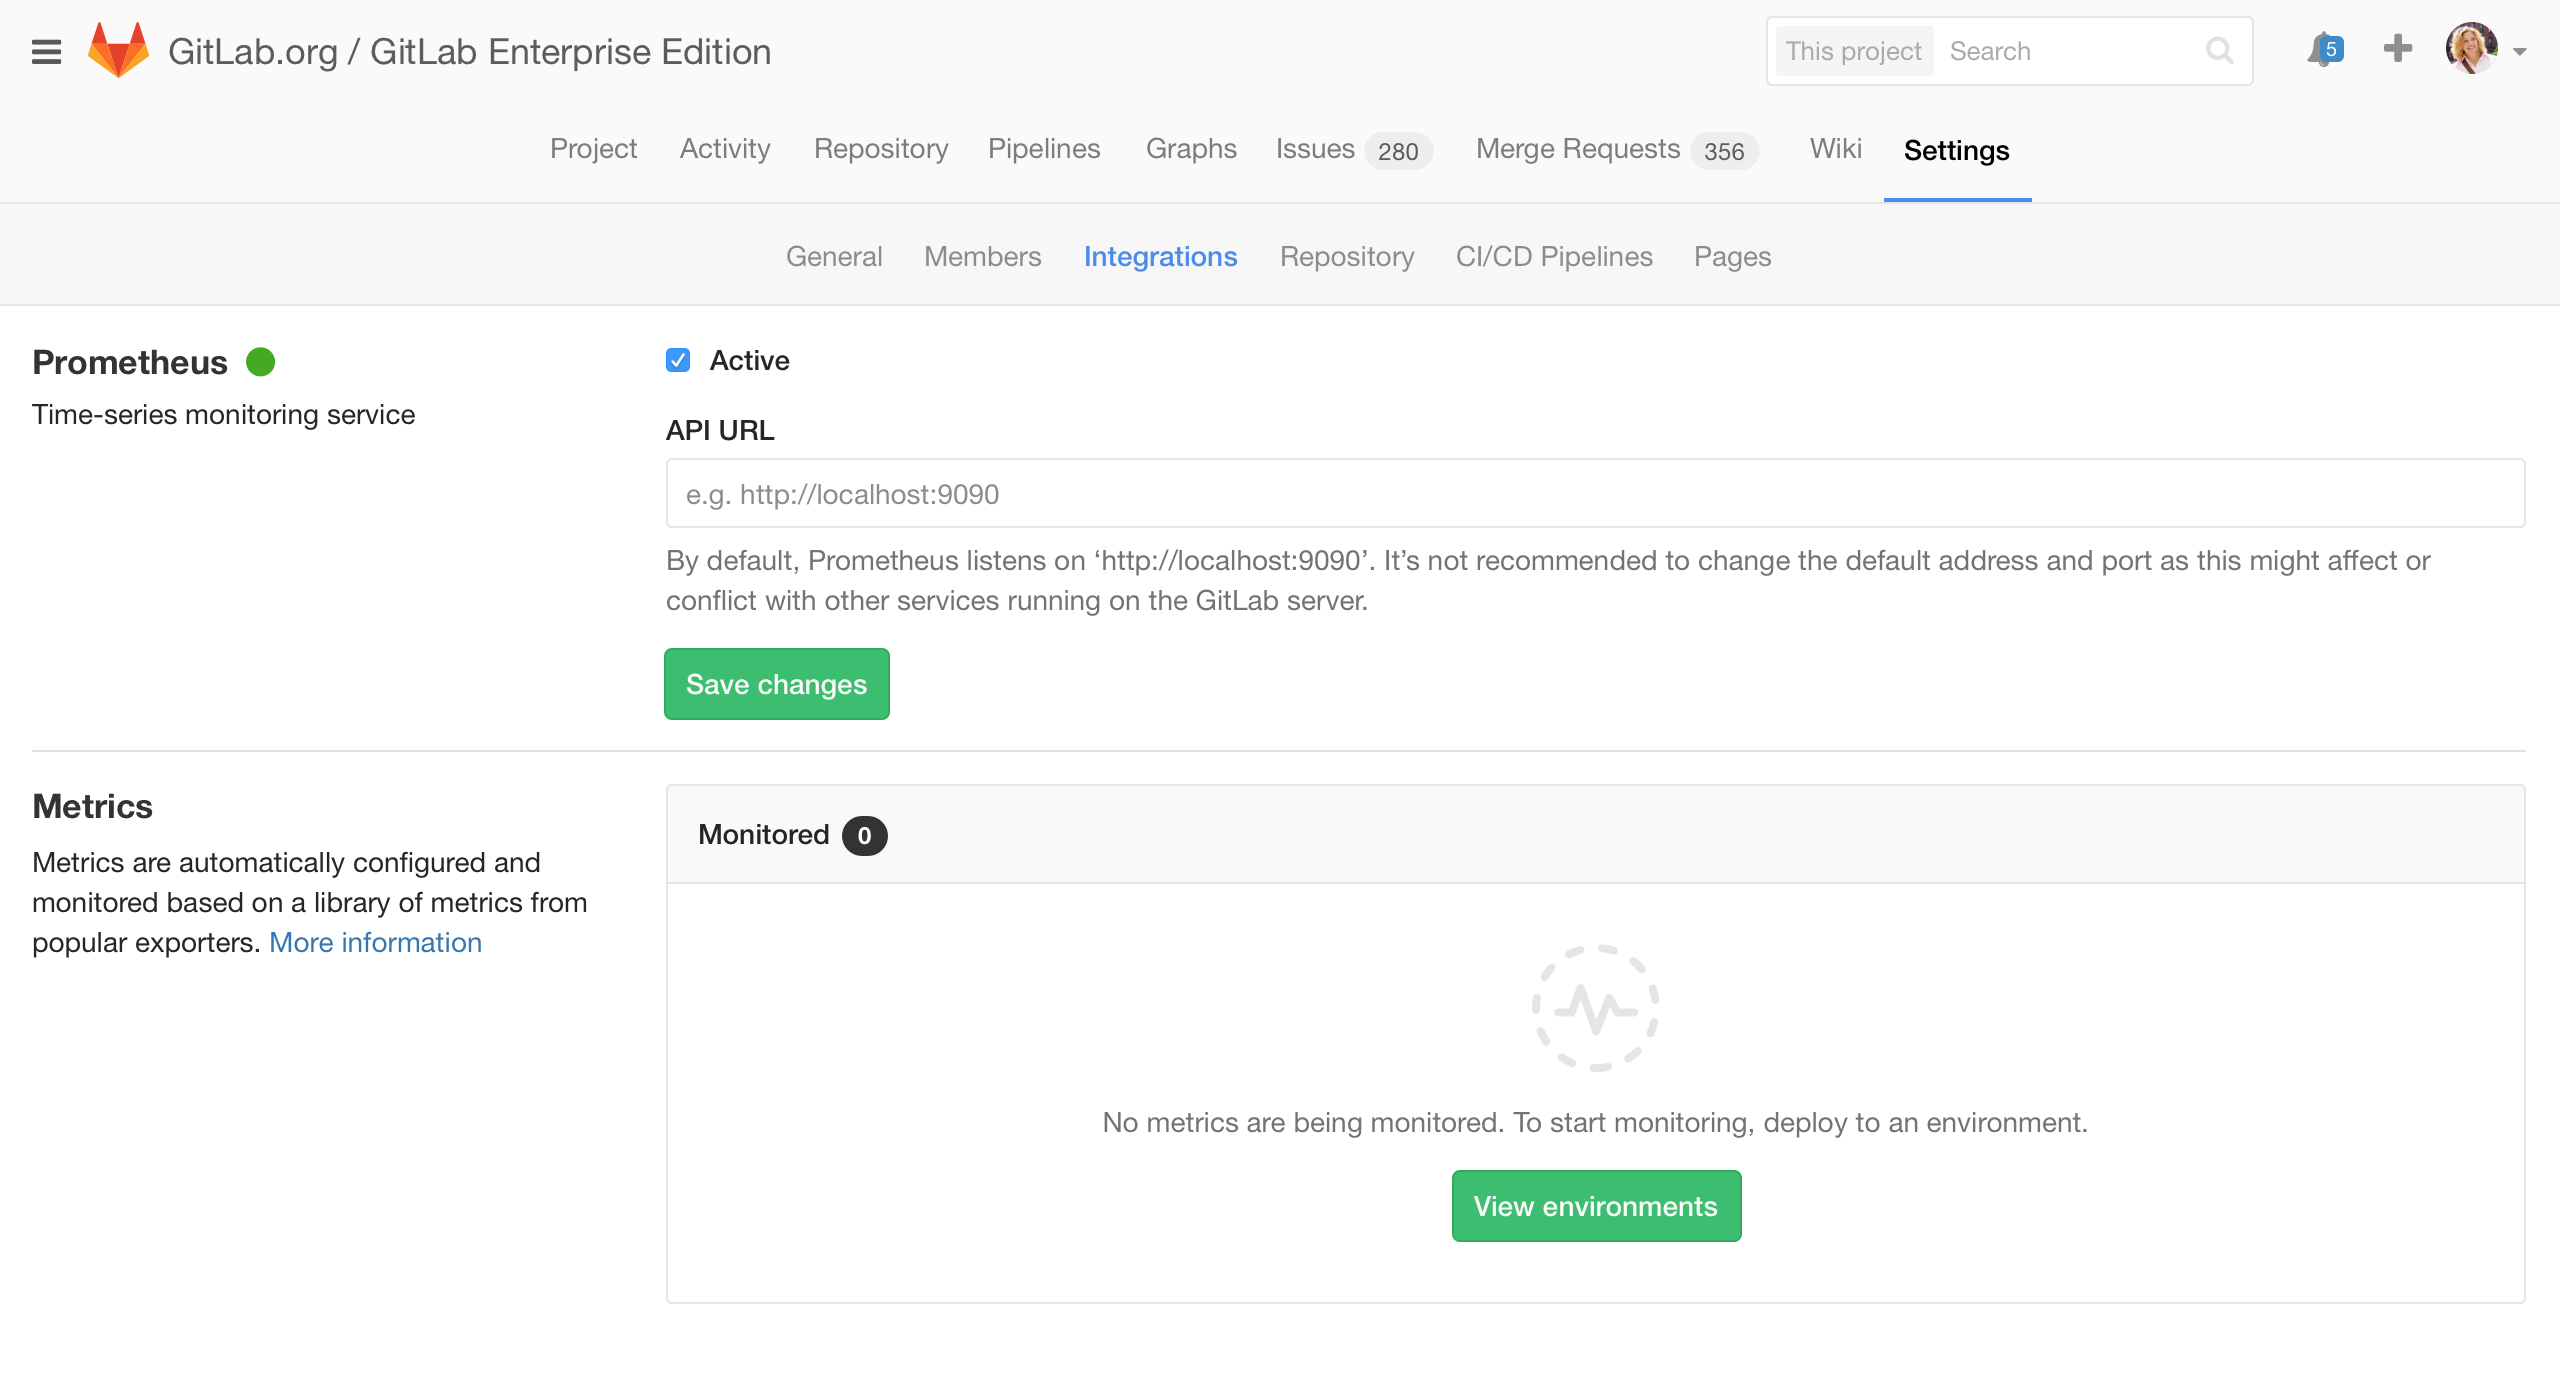 GitLab.org / GitLab Enterprise Edition
This project Search
5
Project Activity Repository Pipelines Graphs Issues 280 Merge Requests 356 Wiki Settings
General Members Integrations Repository CI/CD Pipelines Pages
Prometheus
Time-series monitoring service
Active
API URL
e.g. http://localhost:9090
By default, Prometheus listens on ‘http://localhost:9090’. It’s not recommended to change the default address and port as this might affect or
conflict with other services running on the GitLab server.
Save changes
Metrics
Metrics are automatically configured and
monitored based on a library of metrics from
popular exporters. More information
Monitored 0
No metrics are being monitored. To start monitoring, deploy to an environment.
View environments